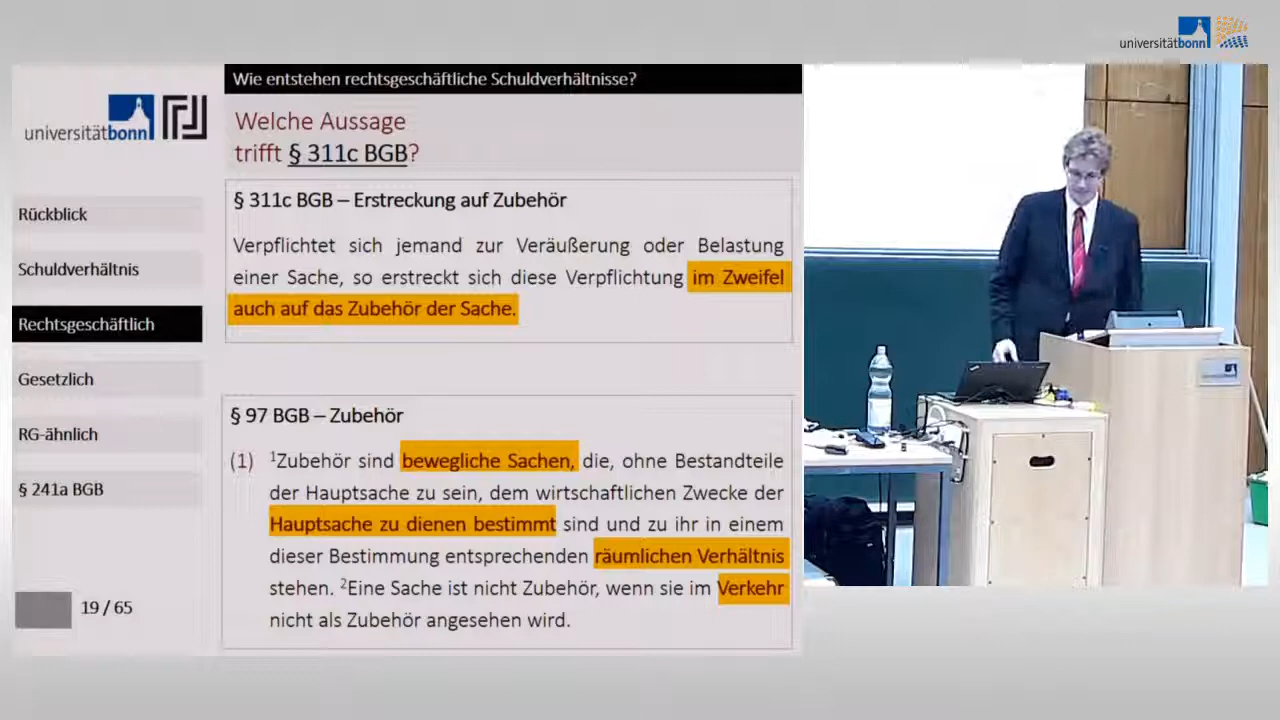 universitätbonn
Wie entstehen rechtsgeschäftliche Schuldverhältnisse?
universitätbonn
Welche Aussage
trifft § 311c BGB?
Rückblick
Schuldverhältnis
Rechtsgeschäftlich
Gesetzlich
RG-ähnlich
§ 241a BGB
19 / 65
§ 311c BGB – Erstreckung auf Zubehör
Verpflichtet sich jemand zur Veräußerung oder Belastung
einer Sache, so erstreckt sich diese Verpflichtung im Zweifel
auch auf das Zubehör der Sache.
§ 97 BGB – Zubehör
(1) ¹Zubehör sind bewegliche Sachen, die, ohne Bestandteile
der Hauptsache zu sein, dem wirtschaftlichen Zwecke der
Hauptsache zu dienen bestimmt sind und zu ihr in einem
dieser Bestimmung entsprechenden räumlichen Verhältnis
stehen. ²Eine Sache ist nicht Zubehör, wenn sie im Verkehr
nicht als Zubehör angesehen wird.